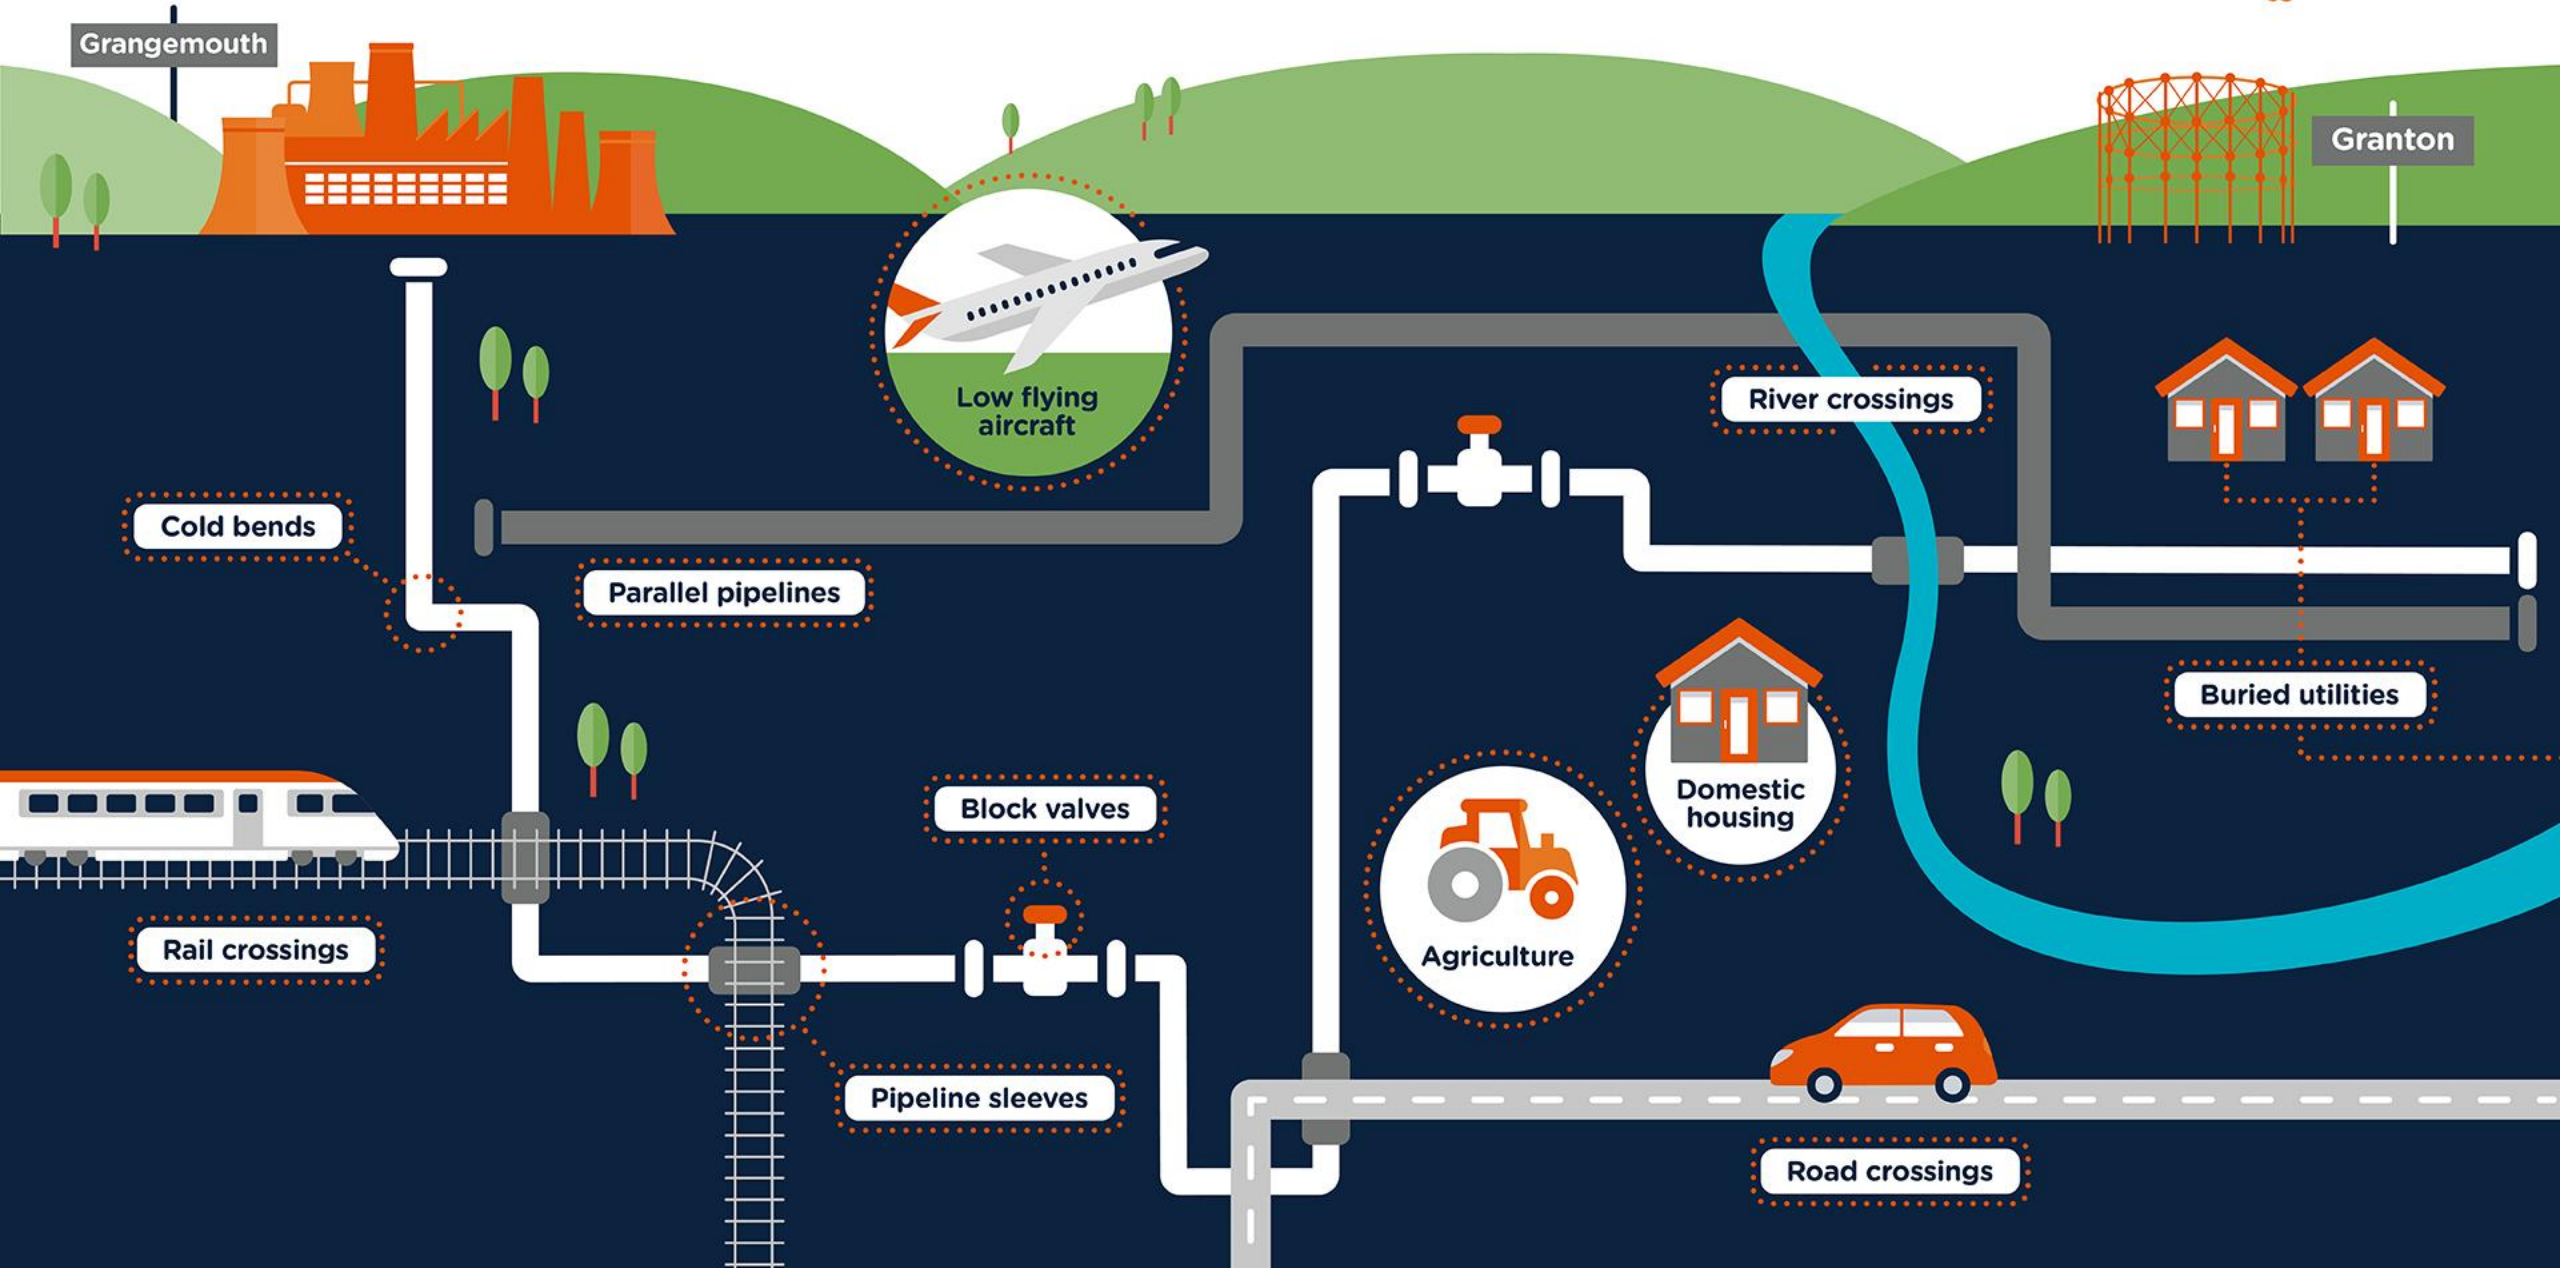 Grangemouth
Granton
Low flying
aircraft
River crossings
Cold bends
Parallel pipelines
Buried utilities
Domestic
housing
Block valves
Rail crossings
Agriculture
Pipeline sleeves
Road crossings